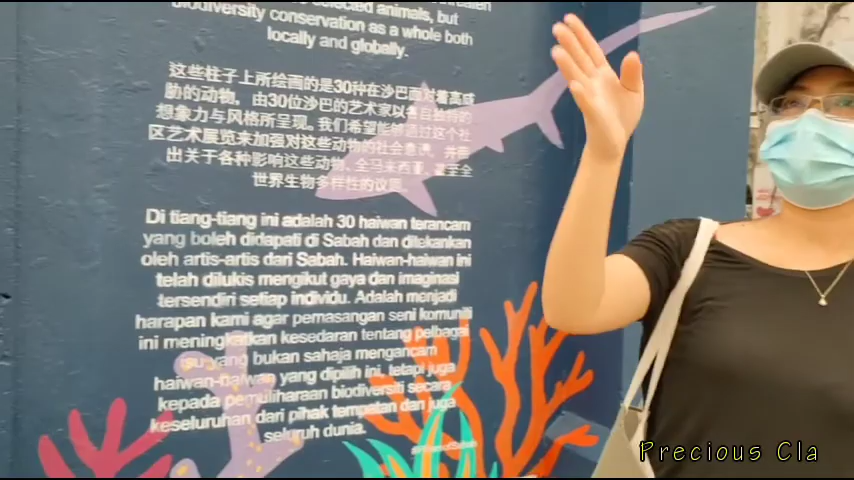 selected animals, but
biodiversity conservation as a whole both
locally, and globally.
这些柱子上所绘画的是30种在沙巴面对着高威
胁的动物，由30位沙巴的艺术家以着各自独特的
想象力与风格所呈现。我们希望能够通过这个社
区艺术展览来加强对这些动物的社会意识，并带
出关于各种影响这些动物、全马来西亚、甚至全
世界生物多样性的议题。
Di tiang-tiang ini adalah 30 haiwan terancam
yang boleh didapati di Sabah dan ditekankan
oleh artis-artis dari Sabah. Haiwan-haiwan ini
telah dilukis mengikut gaya dan imaginasi
tersendiri setiap individu. Adalah menjadi
harapan kami agar pemasangan seni komuniti
ini meningkatkan kesedaran tentang pelbagai
isu yang bukan sahaja mengancam
haiwan-haiwan yang dipilih ini, tetapi juga
kepada pemuliharaan biodiversiti secara
keseluruhan dari pihak tempatan dan juga
seluruh dunia.
Precious Cla